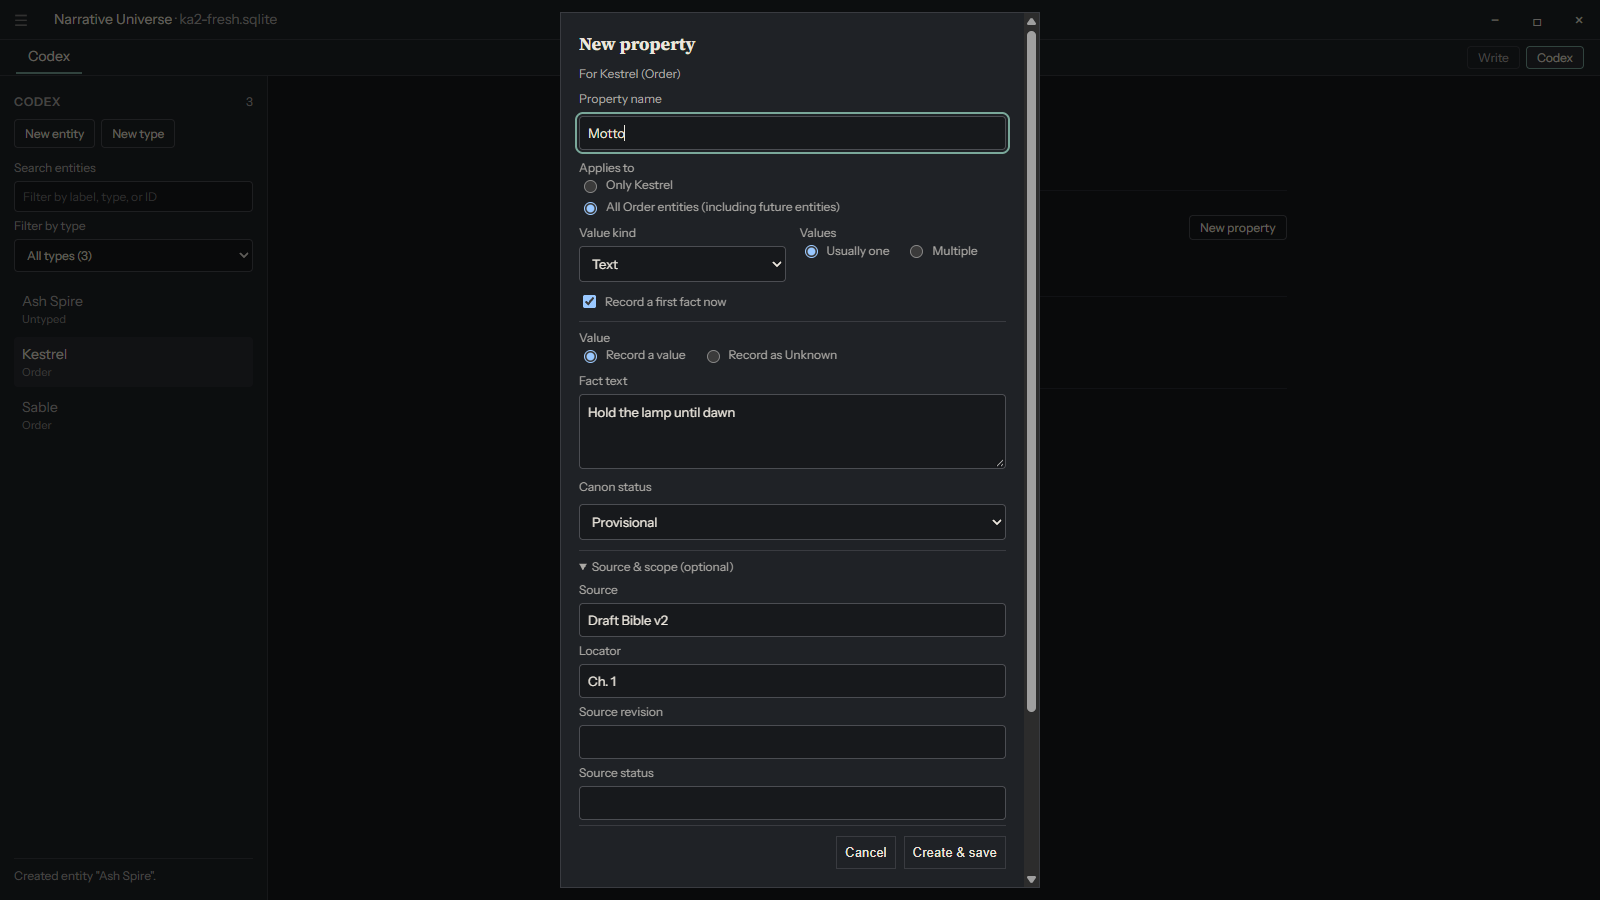 Narrative Universe · ka2-fresh.sqlite
Codex
Write
Codex
CODEX
3
New entity
New type
Search entities
Filter by label, type, or ID
Filter by type
All types (3)
Ash Spire
Untyped
Kestrel
Order
Sable
Order
Created entity "Ash Spire".
New property
New property
For Kestrel (Order)
Property name
Motto
Applies to
Only Kestrel
All Order entities (including future entities)
Value kind
Values
Text
Usually one
Multiple
Record a first fact now
Value
Record a value
Record as Unknown
Fact text
Hold the lamp until dawn
Canon status
Provisional
Source & scope (optional)
Source
Draft Bible v2
Locator
Ch. 1
Source revision
Source status
Cancel
Create & save